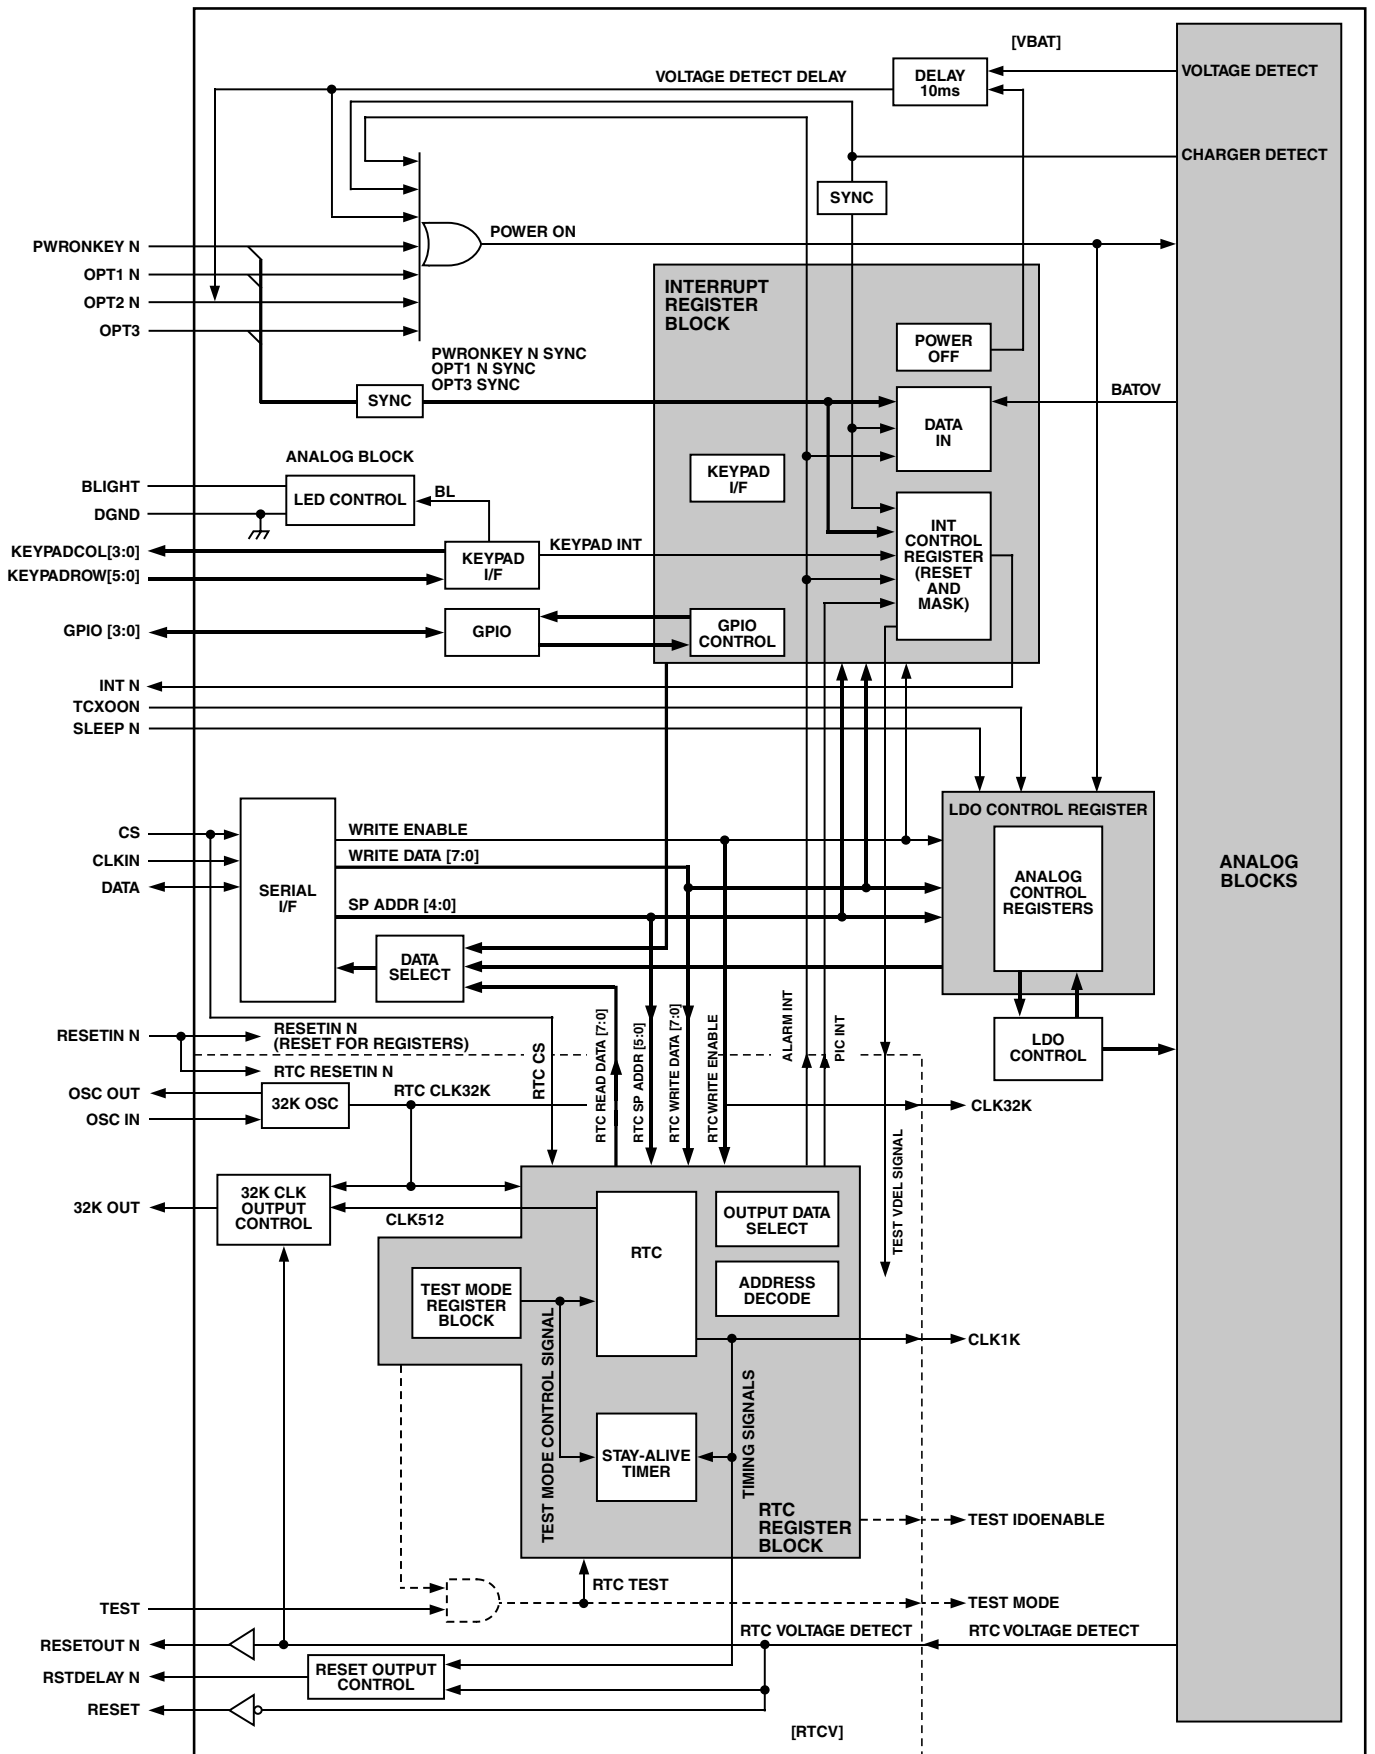 [VBAT]
VOLTAGE DETECT DELAY
DELAY
10ms
VOLTAGE DETECT
CHARGER DETECT
SYNC
POWER ON
PWRONKEY N
OPT1 N
OPT2 N
OPT3
INTERRUPT
REGISTER
BLOCK
POWER
OFF
PWRONKEY N SYNC
OPT1 N SYNC
OPT3 SYNC
SYNC
BATOV
DATA
IN
ANALOG BLOCK
BLIGHT
LED CONTROL
BL
DGND
KEYPAD
I/F
INT
CONTROL
REGISTER
(RESET
AND
MASK)
KEYPADCOL[3:0]
KEYPADROW[5:0]
KEYPAD
I/F
KEYPAD INT
GPIO [3:0]
GPIO
GPIO
CONTROL
INT N
TCXOON
SLEEP N
LDO CONTROL REGISTER
ANALOG
CONTROL
REGISTERS
ANALOG
BLOCKS
CS
CLKIN
DATA
SERIAL
I/F
WRITE ENABLE
WRITE DATA [7:0]
SP ADDR [4:0]
DATA
SELECT
LDO
CONTROL
RESETIN N
RESETIN N
(RESET FOR REGISTERS)
RTC RESETIN N
RTC CS
RTC READ DATA [7:0]
RTC SP ADDR [5:0]
RTC WRITE DATA [7:0]
RTC WRITE ENABLE
ALARM INT
PIC INT
OSC OUT
OSC IN
32K OSC
RTC CLK32K
CLK32K
TEST VDEL SIGNAL
32K OUT
32K CLK
OUTPUT
CONTROL
CLK512
RTC
OUTPUT DATA
SELECT
ADDRESS
DECODE
TEST MODE
REGISTER
BLOCK
TEST MODE CONTROL SIGNAL
CLK1K
TIMING SIGNALS
STAY-ALIVE
TIMER
RTC
REGISTER
BLOCK
TEST IDOENABLE
RTC TEST
TEST MODE
TEST
RESETOUT N
RTC VOLTAGE DETECT
RTC VOLTAGE DETECT
RSTDELAY N
RESET OUTPUT
CONTROL
RESET
[RTCV]